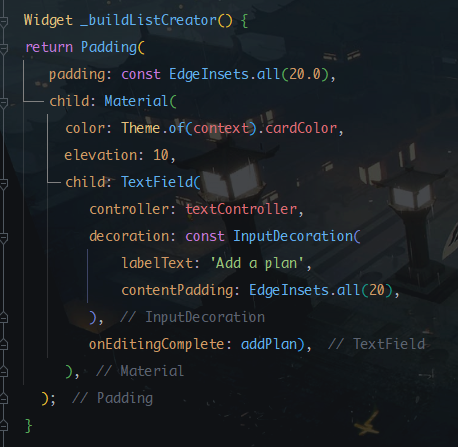 Widget _buildListCreator() {
return Padding(
padding: const EdgeInsets.all(20.0),
child: Material(
color: Theme.of(context).cardColor,
elevation: 10,
child: TextField(
controller: textController,
decoration: const InputDecoration(
labelText: 'Add a plan',
contentPadding: EdgeInsets.all(20),
), // InputDecoration
onEditingComplete: addPlan), // TextField
), // Material
); // Padding
}